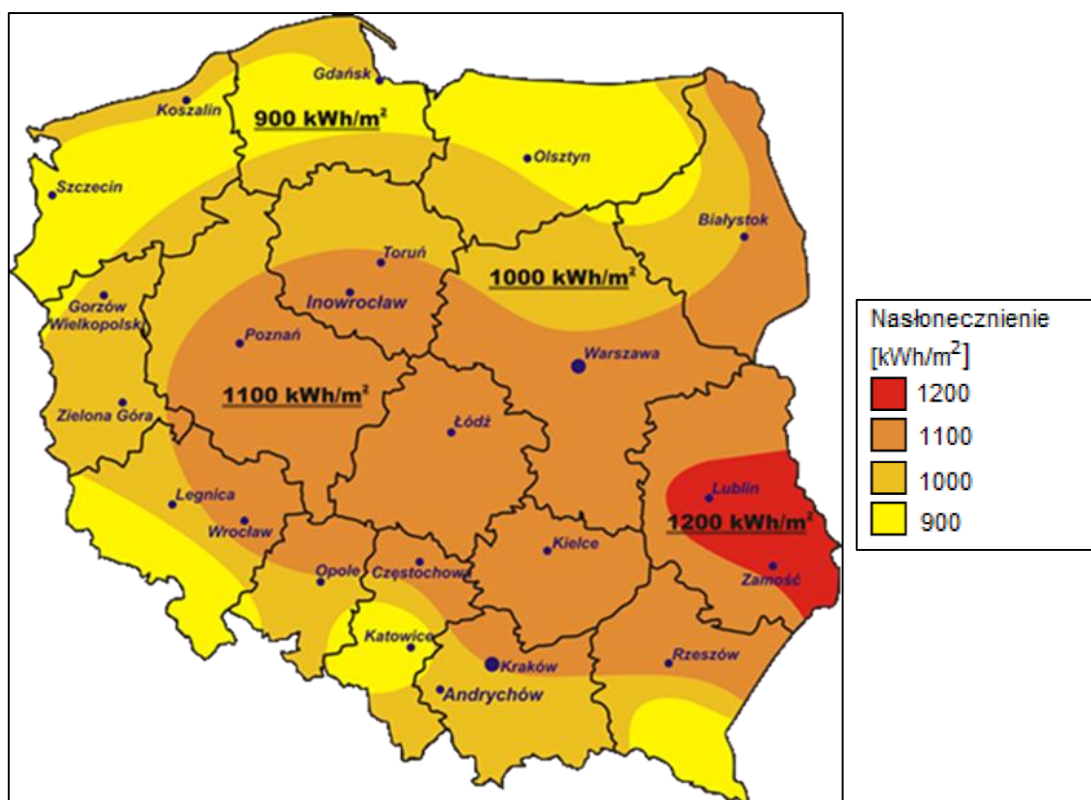 Gdańsk
Koszalin
900 kWh/m²
Olsztyn
Szczecin
Białystok
Toruń
1000 kWh/m²
Inowrocław
Gorzów
Wielkopolski
Poznań
Warszawa
1100 kWh/m²
Zielona Góra
Łódź
Legnica
Lublin
Wrocław
1200 kWh/m²
Kielce
Opole
Częstochowa
Zamość
Katowice
Kraków
Rzeszów
Andrychów
Nasłonecznienie
[kWh/m²]
1200
1100
1000
900